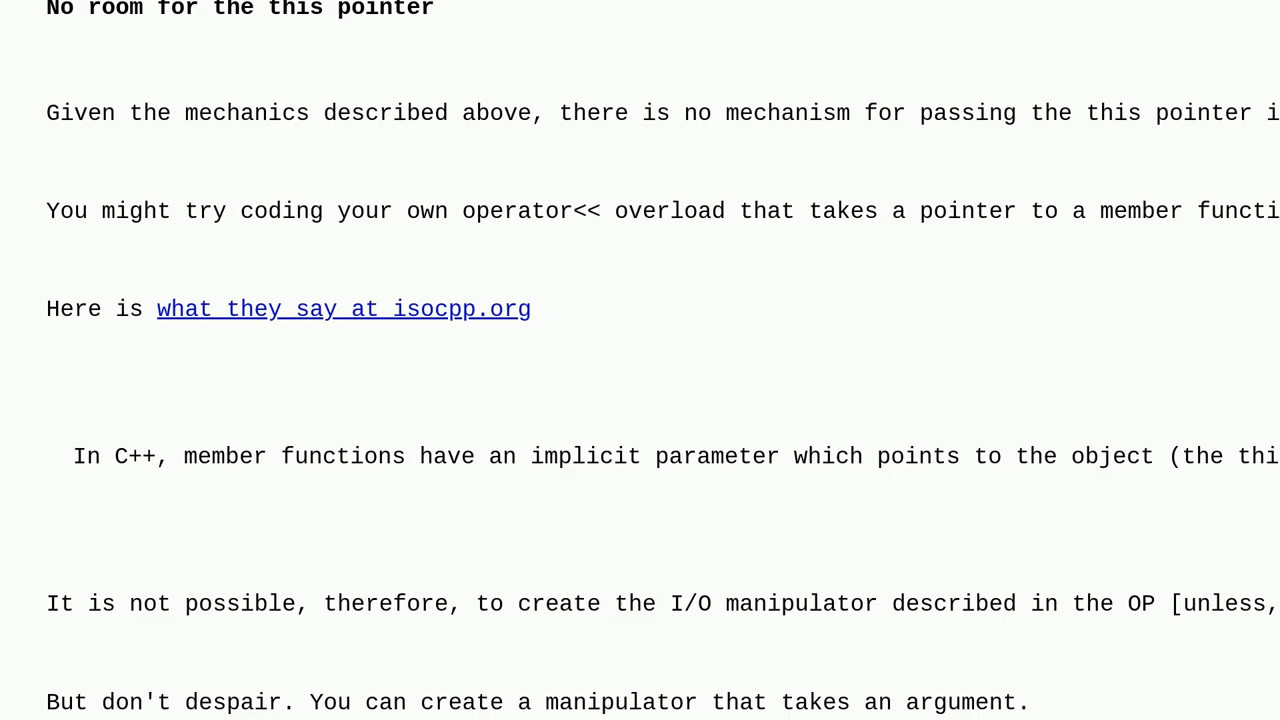 No room for the this pointer
Given the mechanics described above, there is no mechanism for passing the this pointer i
You might try coding your own operator<< overload that takes a pointer to a member functi
Here is what they say at isocpp.org
In C++, member functions have an implicit parameter which points to the object (the thi
It is not possible, therefore, to create the I/O manipulator described in the OP [unless,
But don't despair. You can create a manipulator that takes an argument.